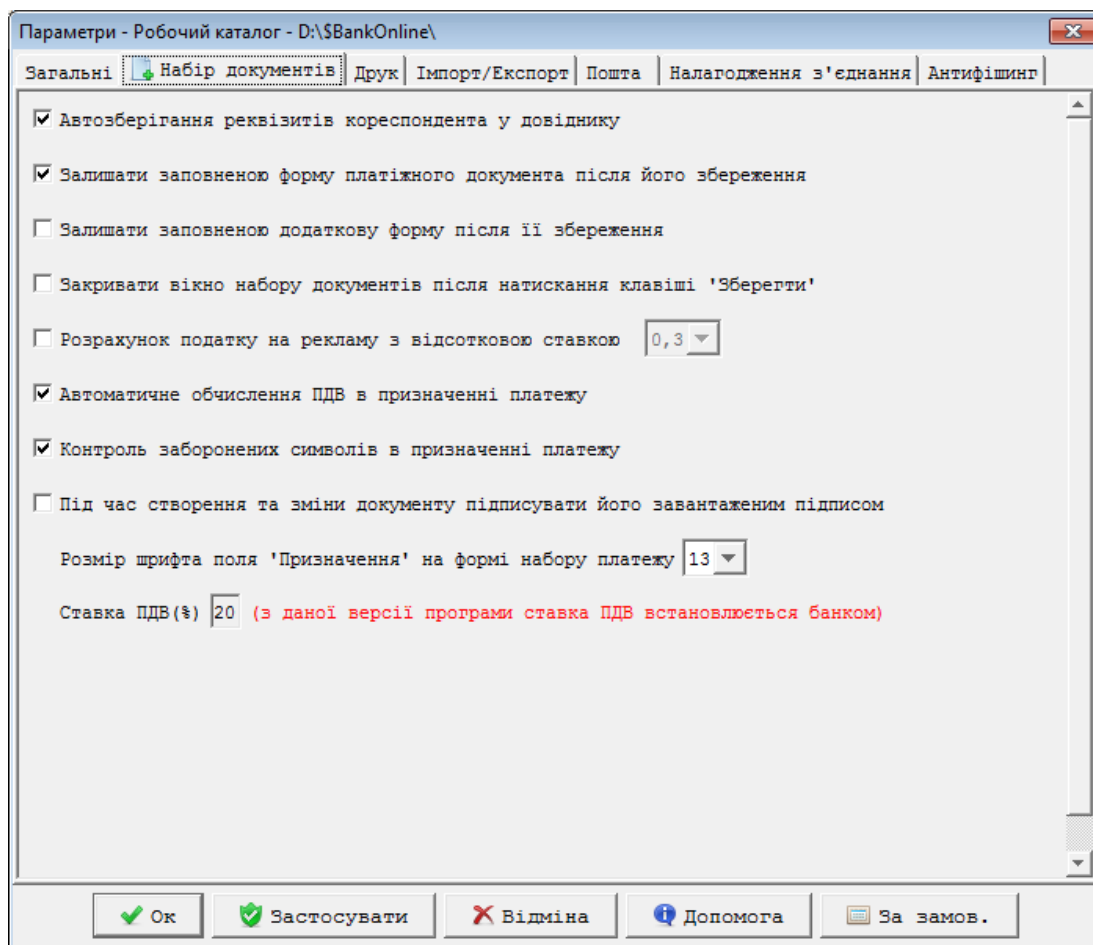 Параметри - Робочий каталог - D:\$BankOnline\
Загальні Набір документів Друк Імпорт/Експорт Пошта Налагодження з'єднання Антифішинг
Автозберігання реквізитів кореспондента у довіднику
Залишати заповненою форму платіжного документа після його збереження
Залишати заповненою додаткову форму після її збереження
Закривати вікно набору документів після натискання клавіші 'Зберегти'
Розрахунок податку на рекламу з відсотковою ставкою 0,3
Автоматичне обчислення ПДВ в призначенні платежу
Контроль заборонених символів в призначенні платежу
Під час створення та зміни документу підписувати його завантаженим підписом
Розмір шрифта поля 'Призначення' на формі набору платежу 13
Ставка ПДВ(%) 20 (з даної версії програми ставка ПДВ встановлюється банком)
Ок Застосувати Відміна Допомога За замов.